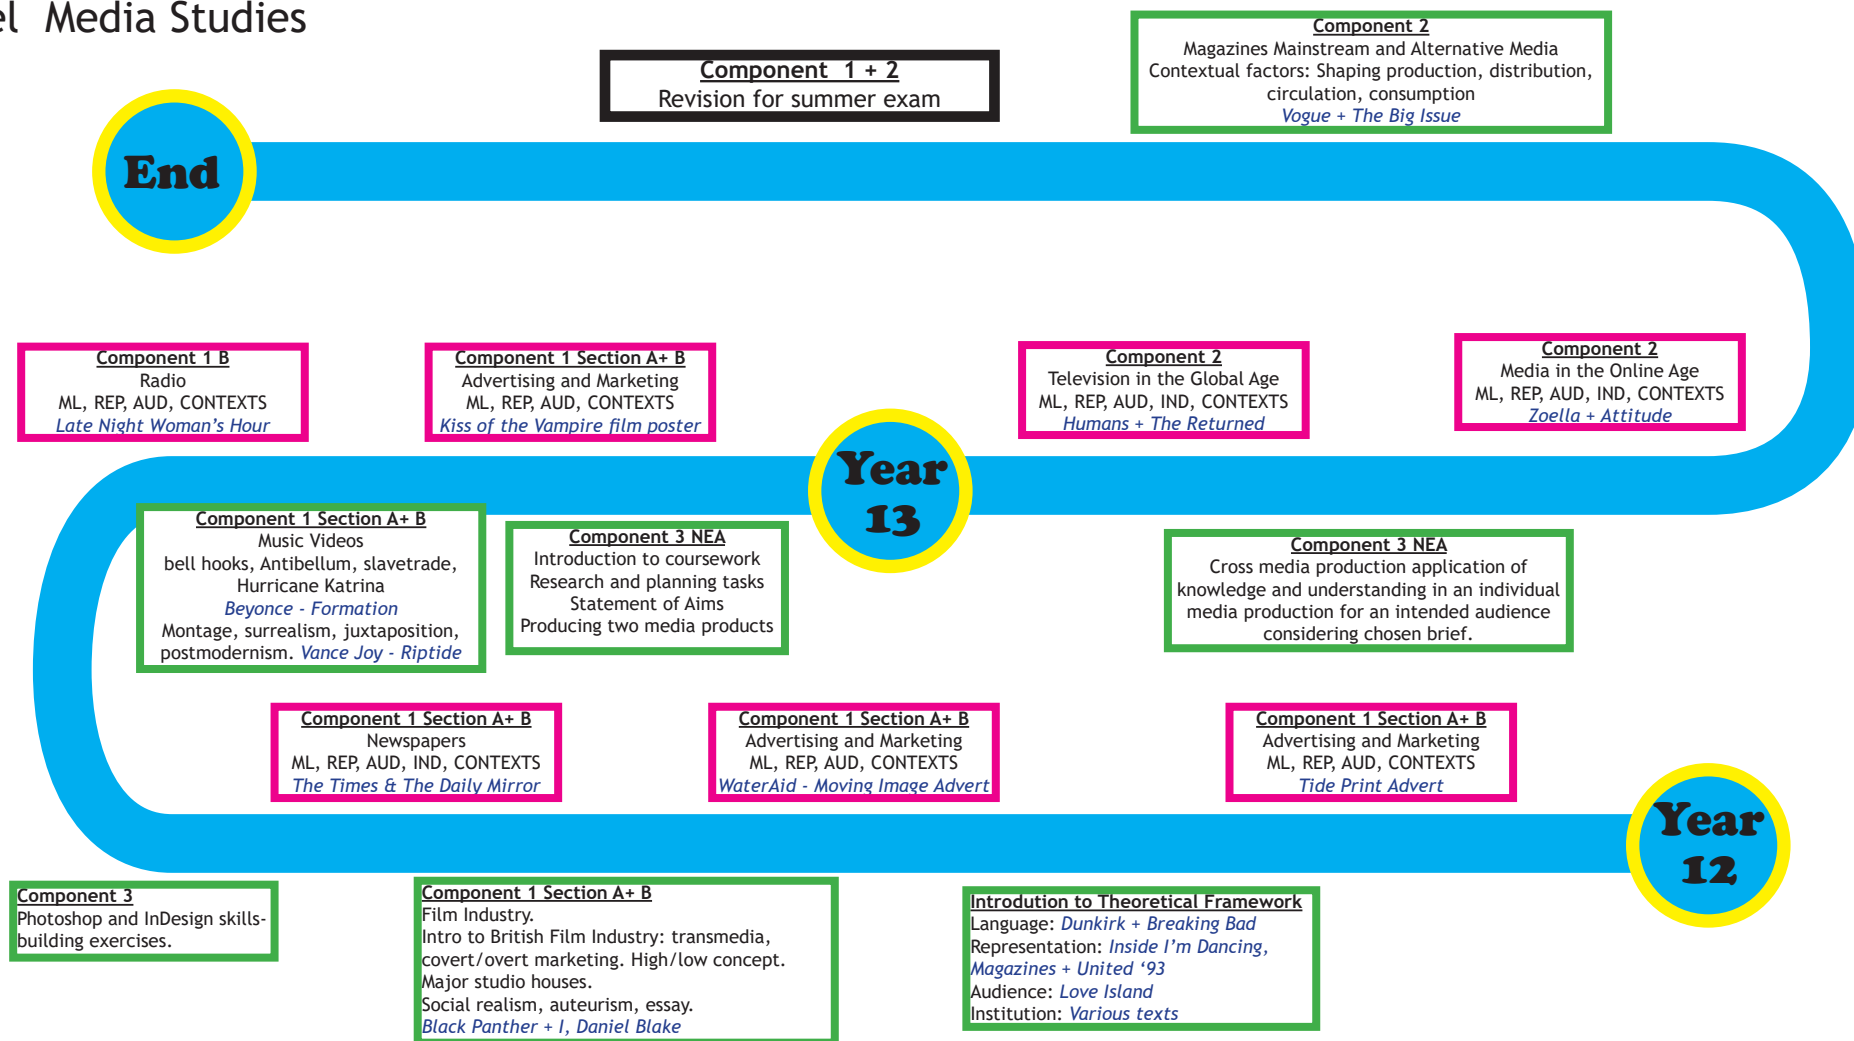 el Media Studies
Component 1 + 2
Revision for summer exam
Component 2
Magazines Mainstream and Alternative Media
Contextual factors: Shaping production, distribution,
circulation, consumption
Vogue + The Big Issue
End
Component 1 B
Radio
ML, REP, AUD, CONTEXTS
Late Night Woman's Hour
Component 1 Section A+ B
Advertising and Marketing
ML, REP, AUD, CONTEXTS
Kiss of the Vampire film poster
Component 2
Television in the Global Age
ML, REP, AUD, IND, CONTEXTS
Humans + The Returned
Component 2
Media in the Online Age
ML, REP, AUD, IND, CONTEXTS
Zoella + Attitude
Year
13
Component 1 Section A+ B
Music Videos
bell hooks, Antibellum, slavetrade,
Hurricane Katrina
Beyonce - Formation
Montage, surrealism, juxtaposition,
postmodernism. Vance Joy - Riptide
Component 3 NEA
Introduction to coursework
Research and planning tasks
Statement of Aims
Producing two media products
Component 3 NEA
Cross media production application of
knowledge and understanding in an individual
media production for an intended audience
considering chosen brief.
Component 1 Section A+ B
Newspapers
ML, REP, AUD, IND, CONTEXTS
The Times & The Daily Mirror
Component 1 Section A+ B
Advertising and Marketing
ML, REP, AUD, CONTEXTS
WaterAid - Moving Image Advert
Component 1 Section A+ B
Advertising and Marketing
ML, REP, AUD, CONTEXTS
Tide Print Advert
Year
12
Component 3
Photoshop and InDesign skills-
building exercises.
Component 1 Section A+ B
Film Industry.
Intro to British Film Industry: transmedia,
covert/overt marketing. High/low concept.
Major studio houses.
Social realism, auteurism, essay.
Black Panther + I, Daniel Blake
Introdution to Theoretical Framework
Language: Dunkirk + Breaking Bad
Representation: Inside I'm Dancing,
Magazines + United '93
Audience: Love Island
Institution: Various texts